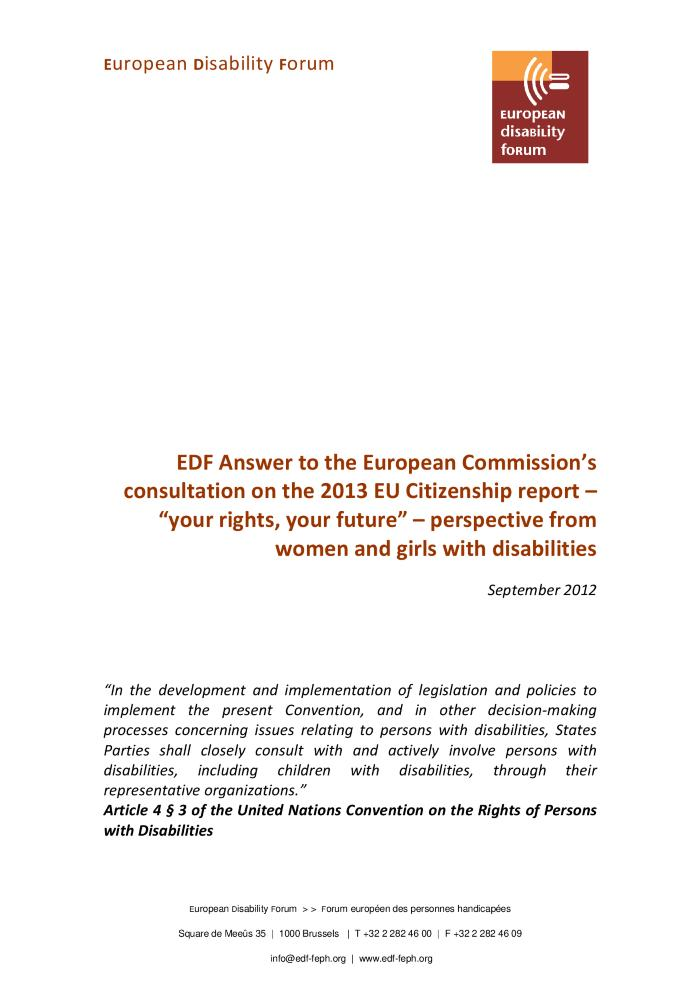 European Disability Forum
European
disability
forum
EDF Answer to the European Commission’s
consultation on the 2013 EU Citizenship report –
“your rights, your future” – perspective from
women and girls with disabilities
September 2012
“In the development and implementation of legislation and policies to
implement the present Convention, and in other decision-making
processes concerning issues relating to persons with disabilities, States
Parties shall closely consult with and actively involve persons with
disabilities, including children with disabilities, through their
representative organizations.”
Article 4 § 3 of the United Nations Convention on the Rights of Persons
with Disabilities
European Disability Forum >> Forum européen des personnes handicapées
Square de Meeûs 35 | 1000 Brussels | T +32 2 282 46 00 | F +32 2 282 46 09
info@edf-feph.org | www.edf-feph.org